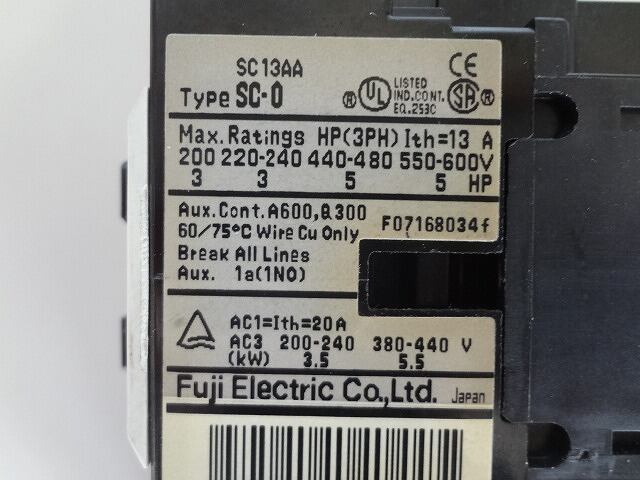 SC13AA
CE
Type SC-0
® UL LISTED
IND.CONT.
EQ.253C
SA ®
Max. Ratings HP(3PH) Ith=13 A
200 220-240 440-480 550-600V
3 3 5 5 HP
Aux.Cont.A600,Q300
60/75°C Wire Cu Only
F07168034f
Break All Lines
Aux. 1a(1NO)
AC1=Ith=20A
AC3 200-240 380-440 V
(kW) 3.5 5.5
Fuji Electric Co.,Ltd. Japan